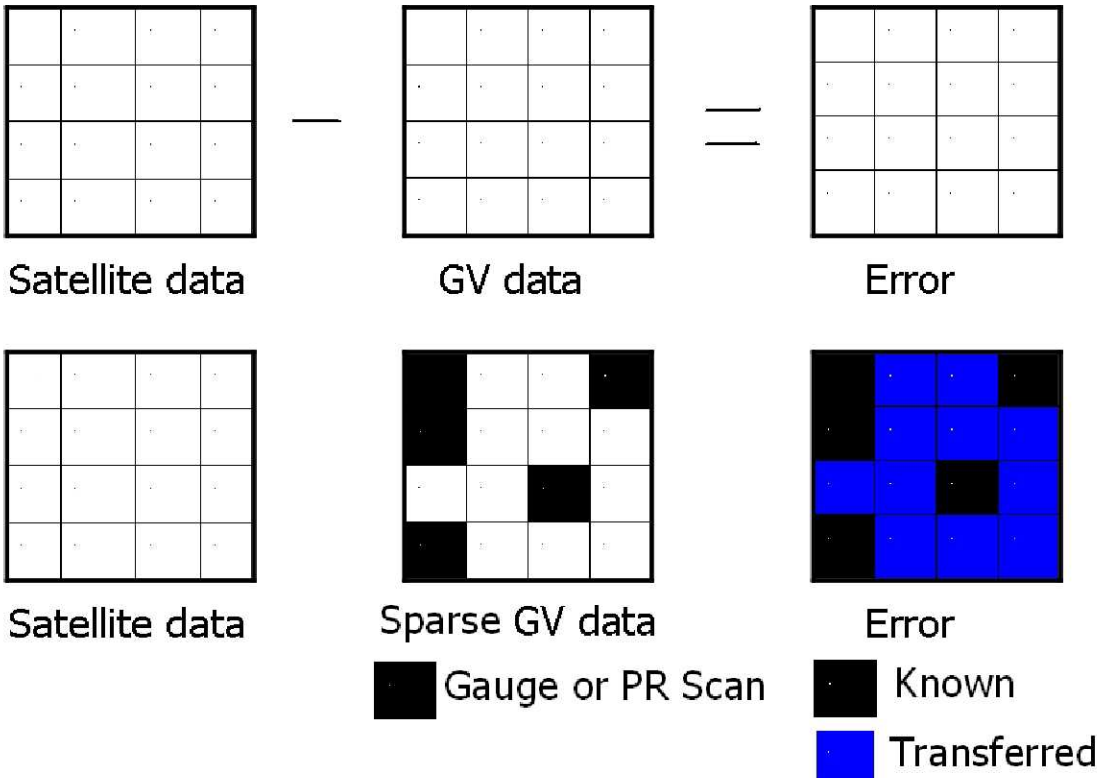 Satellite data
GV data
Error
Satellite data
Sparse GV data
Error
Gauge or PR Scan
Known
Transferred